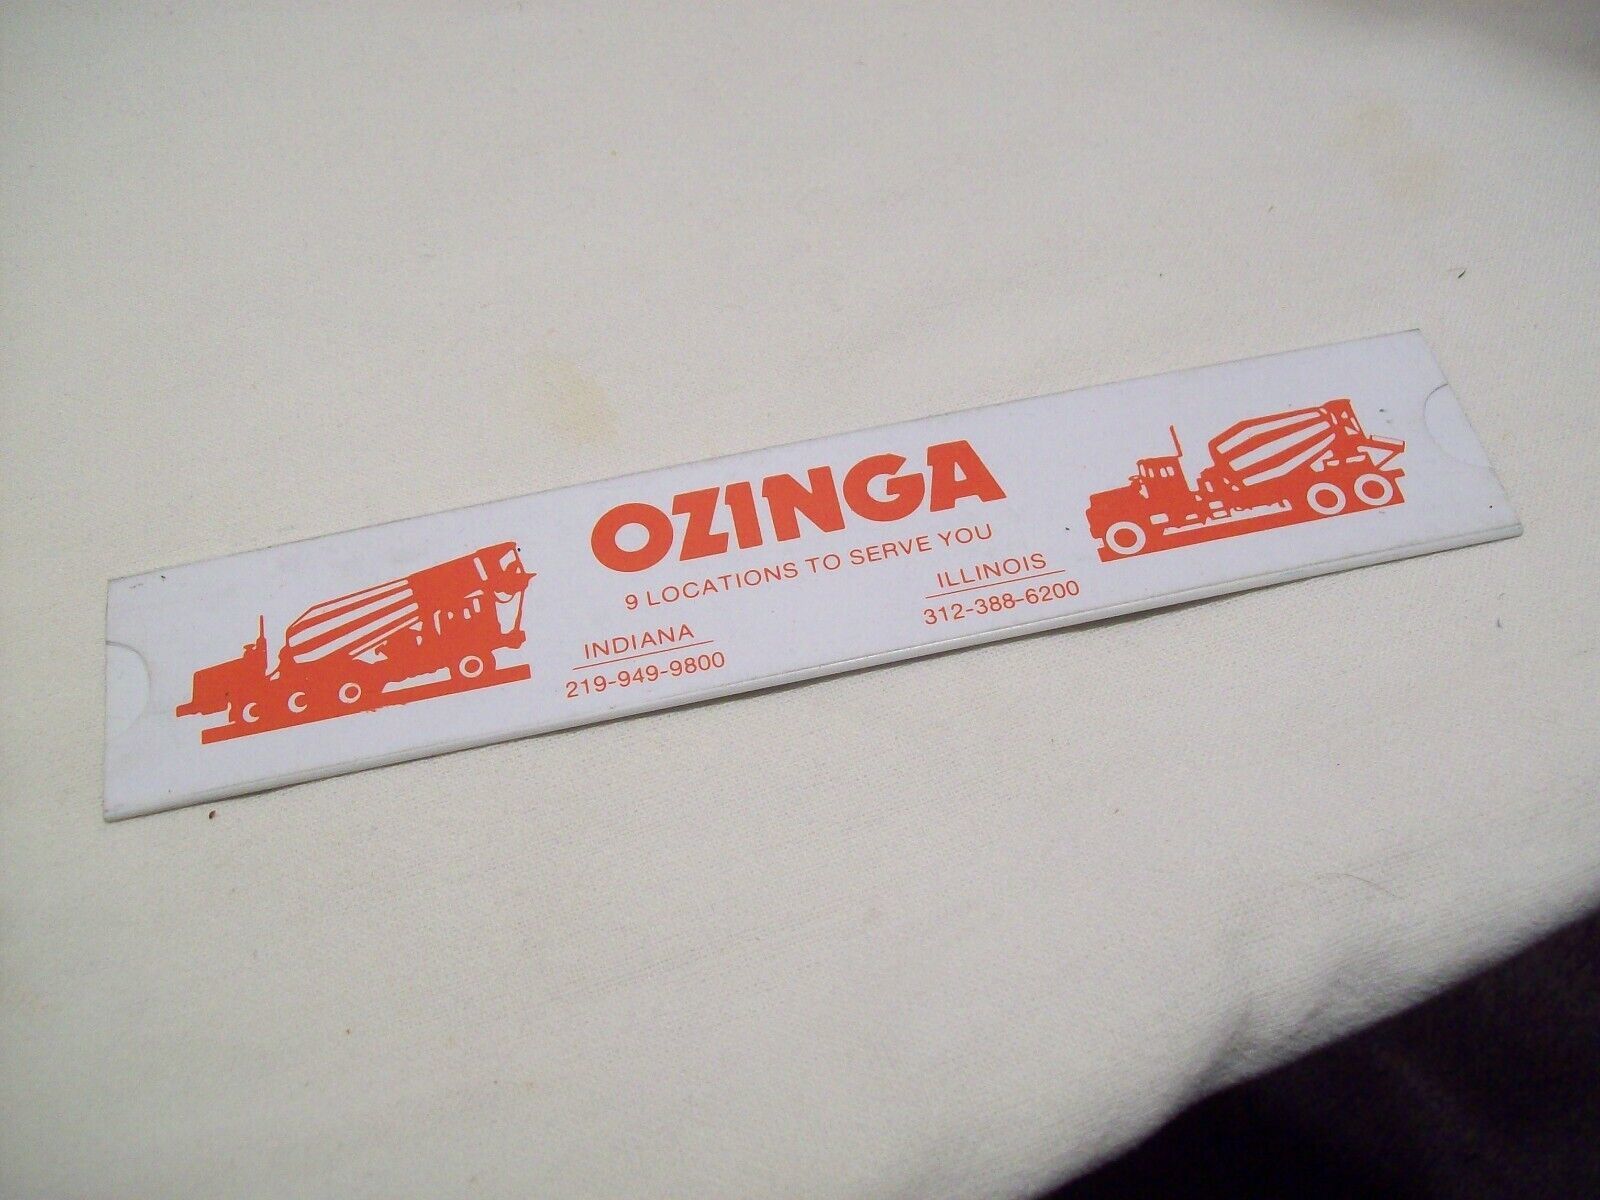 OZINGA
9 LOCATIONS TO SERVE YOU
INDIANA
219-949-9800
ILLINOIS
312-388-6200